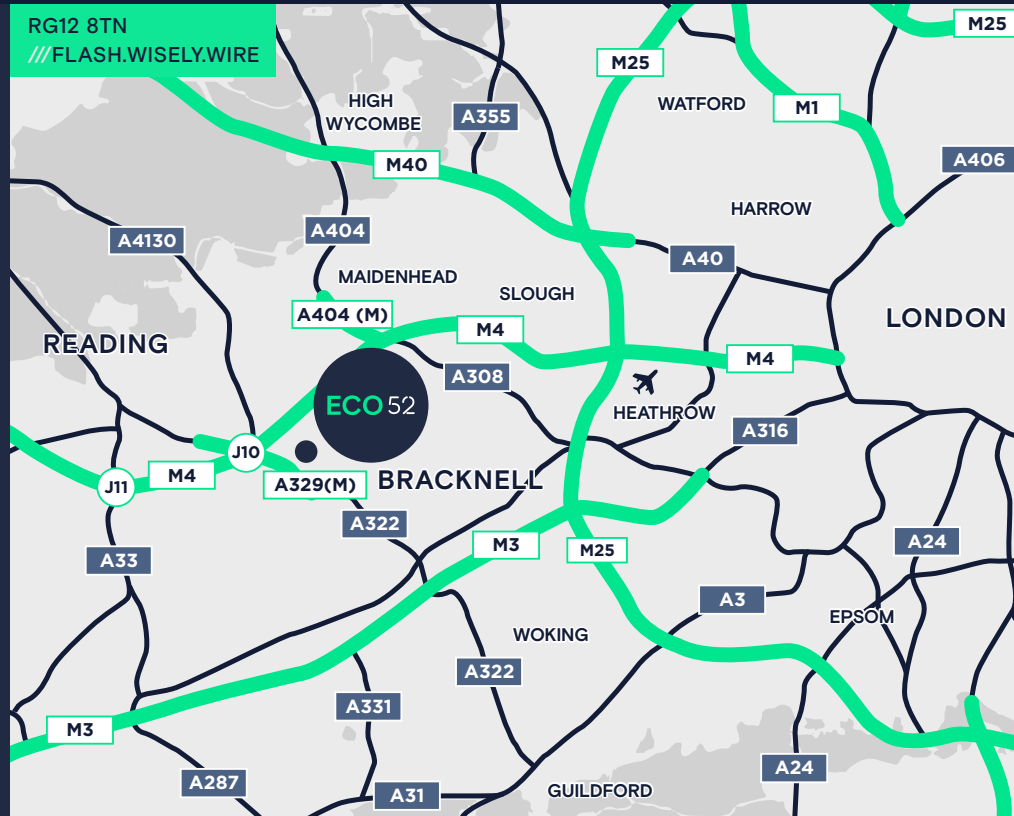 RG12 8TN
///FLASH.WISELY.WIRE
M25
M25
HIGH
WYCOMBE
A355
WATFORD
M1
M40
A406
HARROW
A4130
A404
A40
MAIDENHEAD
SLOUGH
A404 (M)
LONDON
READING
M4
M4
A308
ECO 52
HEATHROW
A316
J10
J11
M4
A329(M)
BRACKNELL
A322
A33
M3
M25
A24
A3
EPSOM
WOKING
A322
A331
M3
A24
A287
A31
GUILDFORD